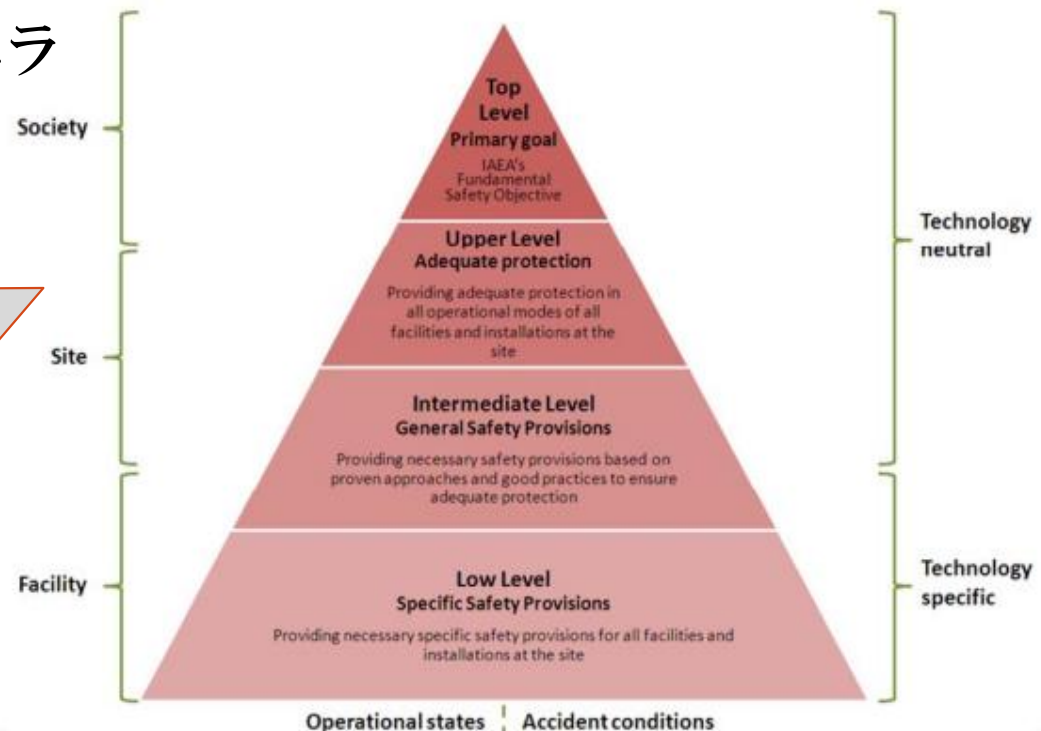 ラ
Society
Top
Level
Primary goal
IAEA's
Fundamental
Safety Objective
Technology
neutral
Upper Level
Adequate protection
Providing adequate protection in
all operational modes of all
facilities and installations at the
site
Site
Intermediate Level
General Safety Provisions
Providing necessary safety provisions based on
proven approaches and good practices to ensure
adequate protection
Facility
Low Level
Specific Safety Provisions
Providing necessary specific safety provisions for all facilities and
installations at the site
Technology
specific
Operational states
Accident conditions